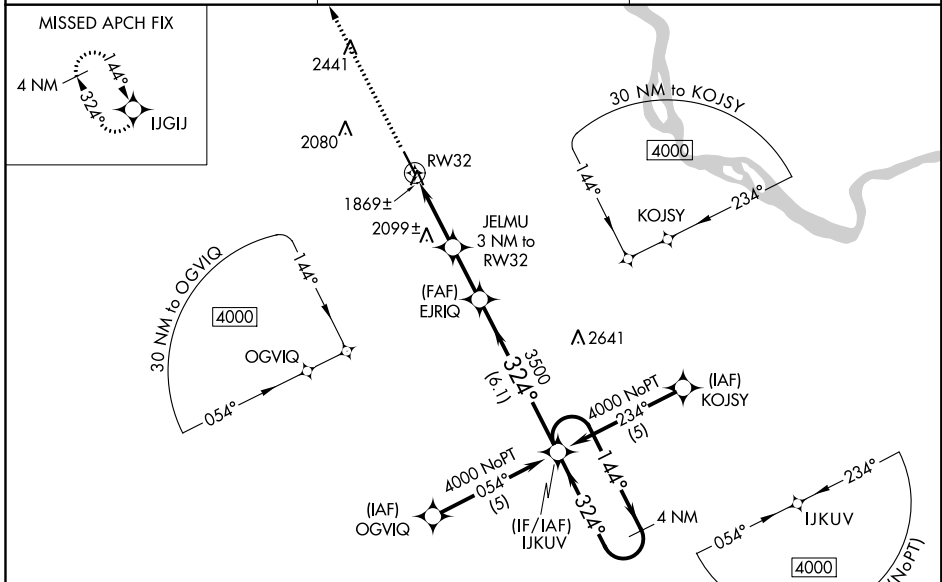 MISSED APCH FIX
4 NM
144°
324°
IJGIJ
2441
2080
RW32
1869±
2099±
JELMU
3 NM to
RW32
(FAF)
EJRIQ
30 NM to KOJSY
4000
144°
234°
KOJSY
30 NM to OGVIQ
4000
144°
OGVIQ
054°
2641
3500
324°
(6.1)
(IAF)
KOJSY
4000 NoPT
234°
(5)
4000 NoPT
054°
(5)
(IAF)
OGVIQ
(IF/IAF)
IJKUV
144°
324°
4 NM
234°
054°
IJKUV
4000
(NoPT)